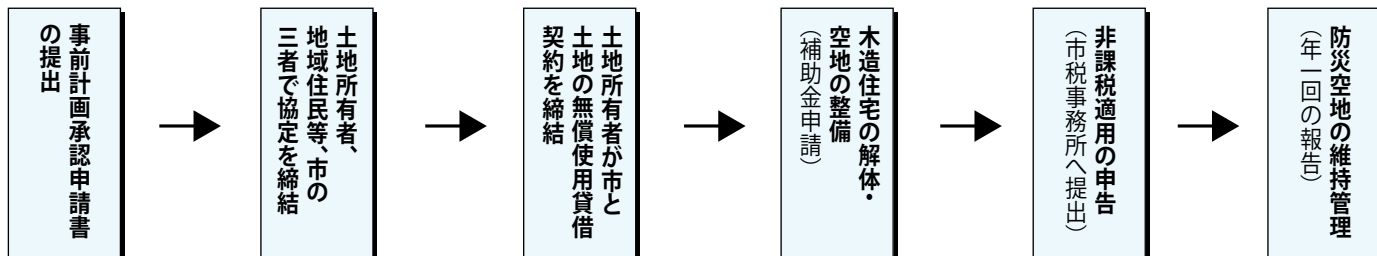 事前計画承認申請書
の提出
土地所有者、
地域住民等、市の
三者で協定を締結
土地所有者が市と
土地の無償使用貸借
契約を締結
木造住宅の解体・
空地の整備
（補助金申請）
非課税適用の申告
（市税事務所へ提出）
防災空地の維持管理
（年一回の報告）